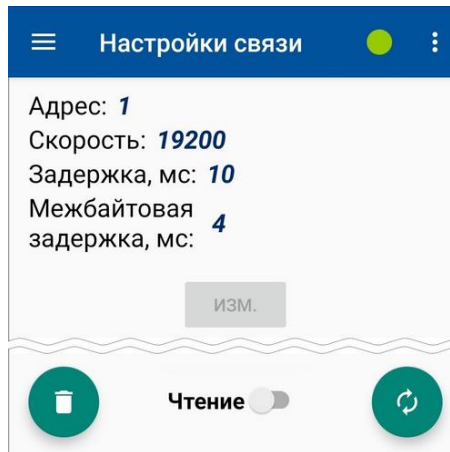 Настройки связи
Адрес: 1
Скорость: 19200
Задержка, мс: 10
Межбайтовая
задержка, мс: 4
изм.
Чтение